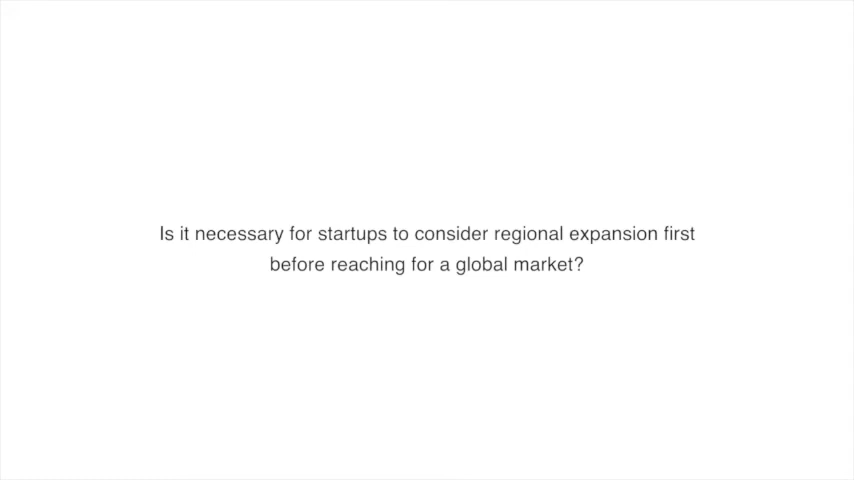 Is it necessary for startups to consider regional expansion first
before reaching for a global market?